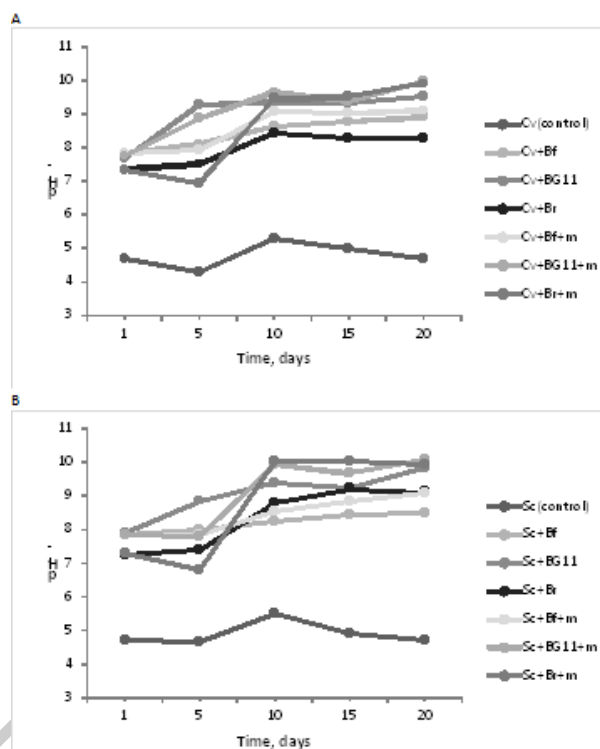 A
11
10
9
8
7
6
5
4
3
pH
1 5 10 15 20
Time, days
Cv(control)
Cv+Bf
Cv+BG11
Cv+Br
Cv+Bf+m
Cv+BG11+m
Cv+Br+m
B
11
10
9
8
7
6
5
4
3
pH
1 5 10 15 20
Time, days
Sc(control)
Sc+Bf
Sc+BG11
Sc+Br
Sc+Bf+m
Sc+BG11+m
Sc+Br+m